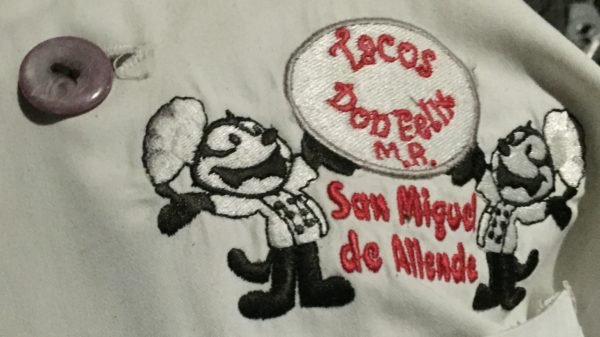 Tacos
Don Felix
M.R.
San Miguel
de Allende